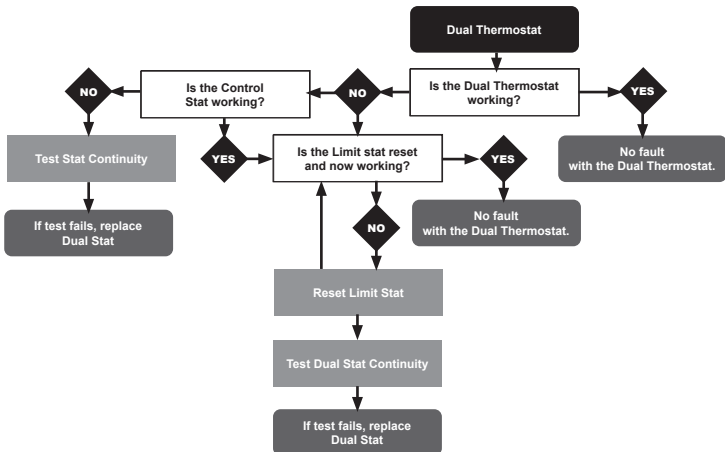 Dual Thermostat
Is the Dual Thermostat
working?
YES
No fault
with the Dual Thermostat.
NO
Is the Control
Stat working?
NO
Test Stat Continuity
If test fails, replace
Dual Stat
YES
Is the Limit stat reset
and now working?
YES
No fault
with the Dual Thermostat.
NO
Reset Limit Stat
Test Dual Stat Continuity
If test fails, replace
Dual Stat